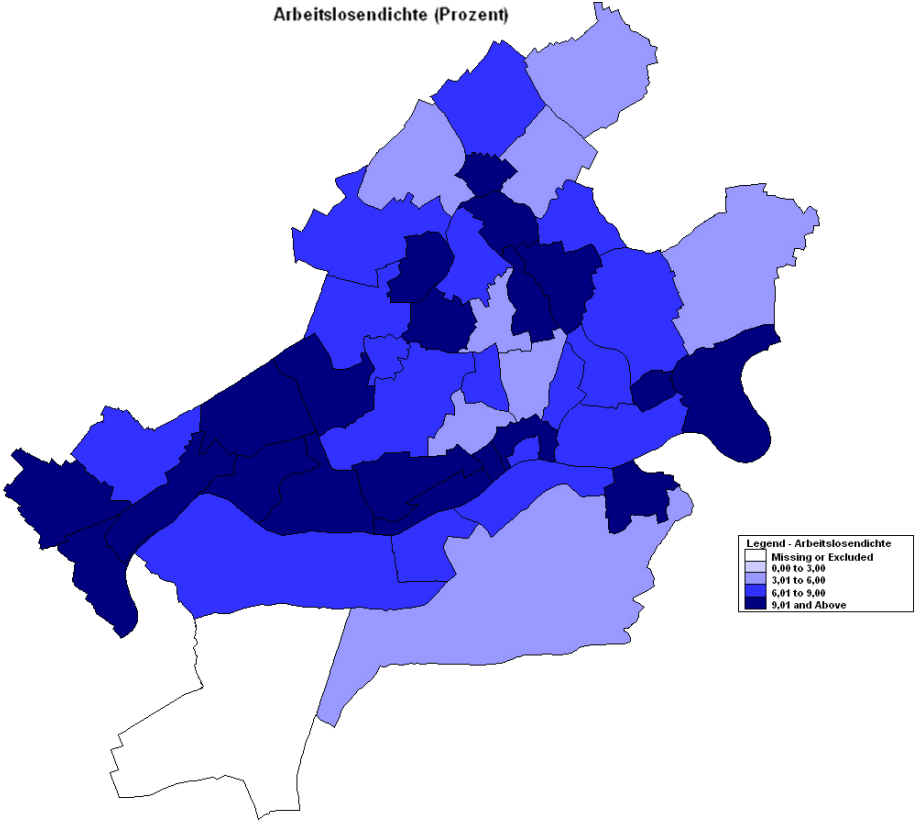 Arbeitslosendichte (Prozent)
Legend - Arbeitslosendichte
Missing or Excluded
0,00 to 3,00
3,01 to 6,00
6,01 to 9,00
9,01 and Above